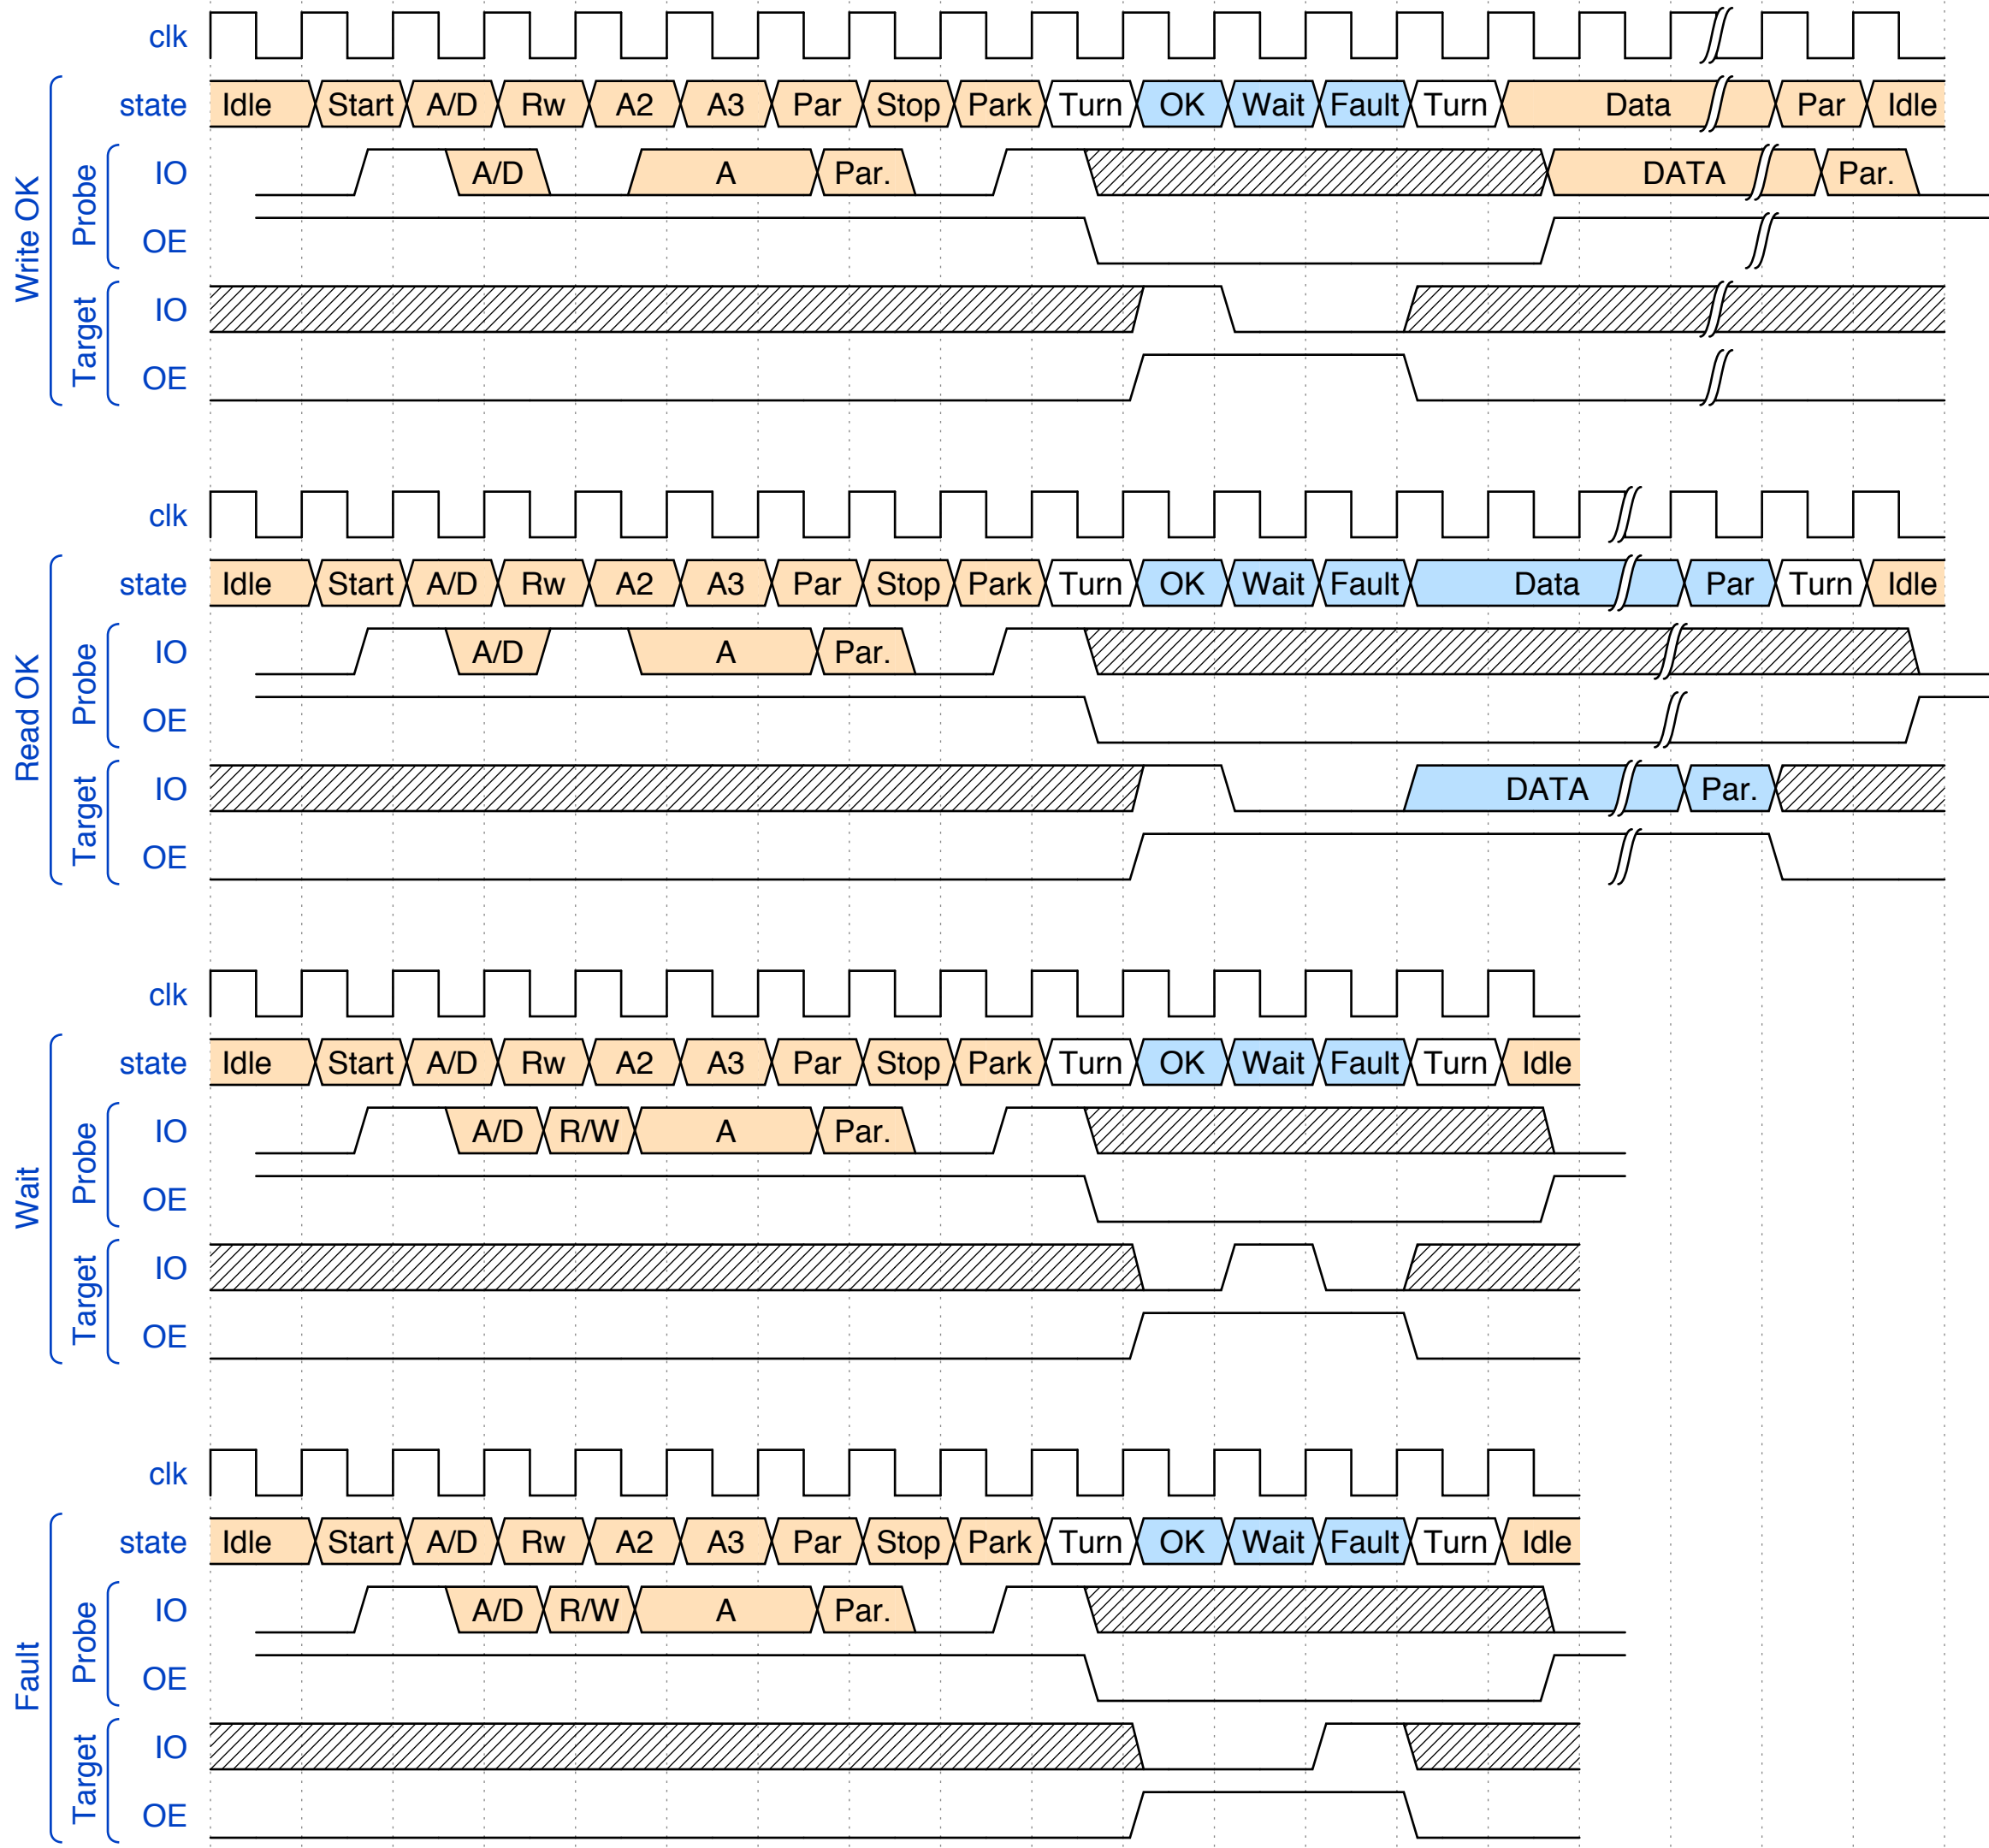 clk
Write OK
state Idle Start A/D Rw A2 A3 Par Stop Park Turn OK Wait Fault Turn Data Par Idle
Probe
IO A/D A Par. DATA Par.
OE
Target
IO
OE
clk
Read OK
state Idle Start A/D Rw A2 A3 Par Stop Park Turn OK Wait Fault Data Par Turn Idle
Probe
IO A/D A Par.
OE
Target
IO DATA Par.
OE
clk
Wait
state Idle Start A/D Rw A2 A3 Par Stop Park Turn OK Wait Fault Turn Idle
Probe
IO A/D R/W A Par.
OE
Target
IO
OE
clk
Fault
state Idle Start A/D Rw A2 A3 Par Stop Park Turn OK Wait Fault Turn Idle
Probe
IO A/D R/W A Par.
OE
Target
IO
OE